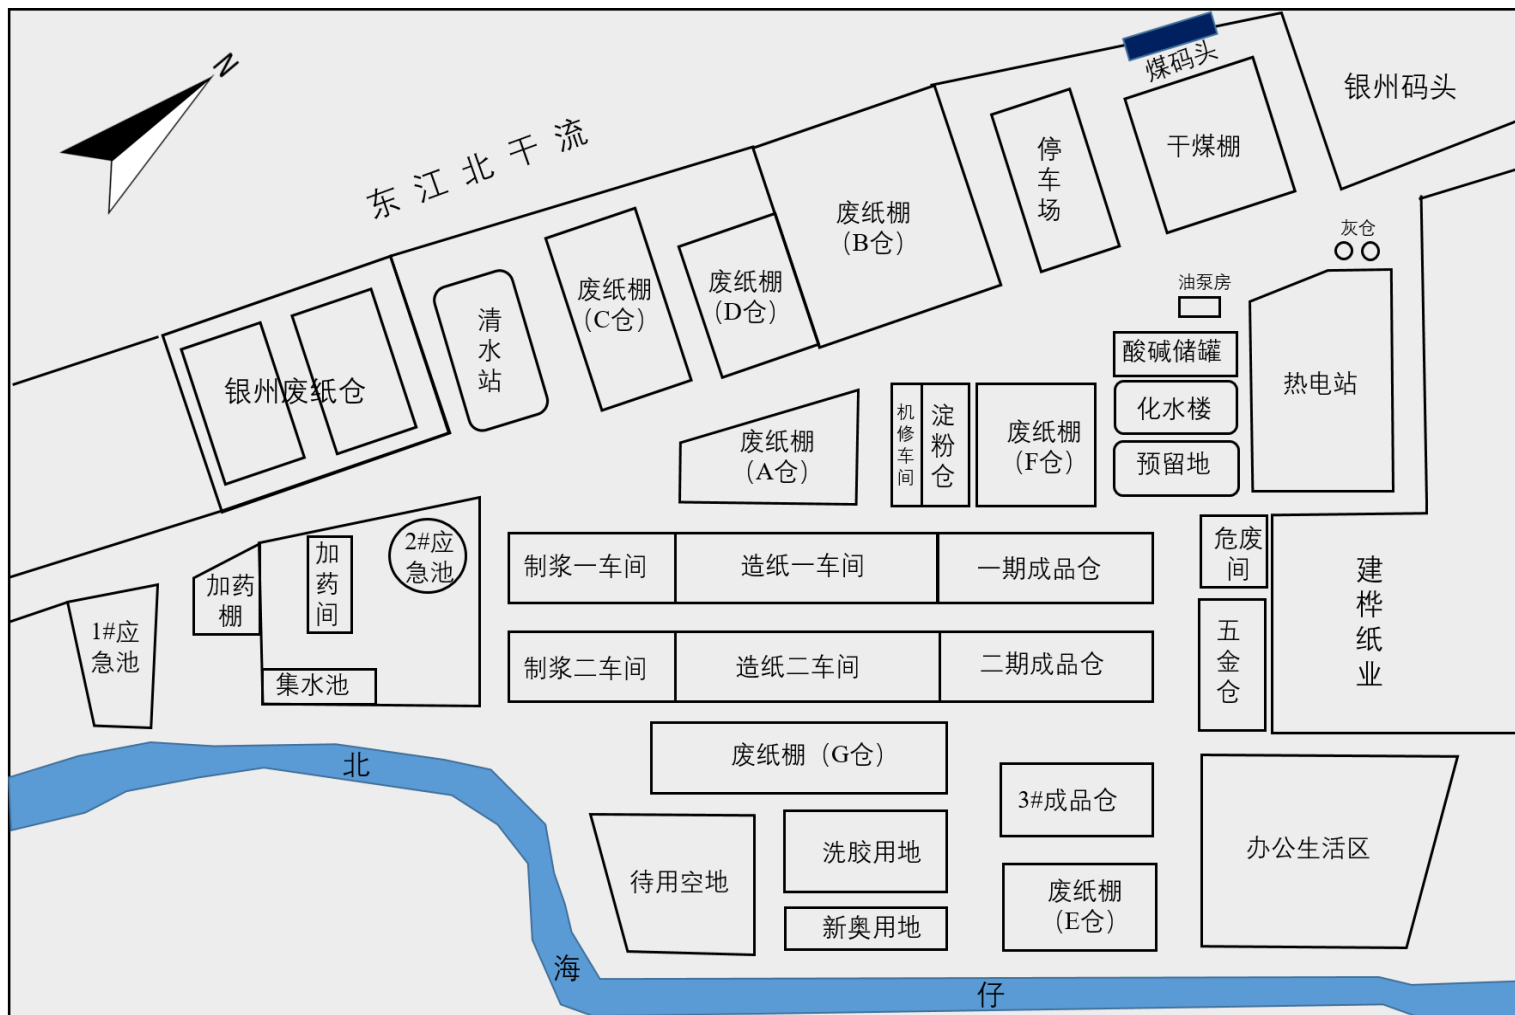 N
煤码头
银州码头
东江北干流
停车场
干煤棚
废纸棚
（B仓）
灰仓
废纸棚
（C仓）
废纸棚
（D仓）
油泵房
清水站
酸碱储罐
热电站
银州废纸仓
化水楼
机修车间
淀粉仓
废纸棚
（F仓）
废纸棚
（A仓）
预留地
2#应
急池
加药间
加药
棚
制浆一车间
造纸一车间
一期成品仓
危废
间
建桦纸业
1#应
急池
集水池
制浆二车间
造纸二车间
二期成品仓
五金仓
北
废纸棚（G仓）
3#成品仓
洗胶用地
办公生活区
待用空地
废纸棚
（E仓）
新奥用地
海
仔